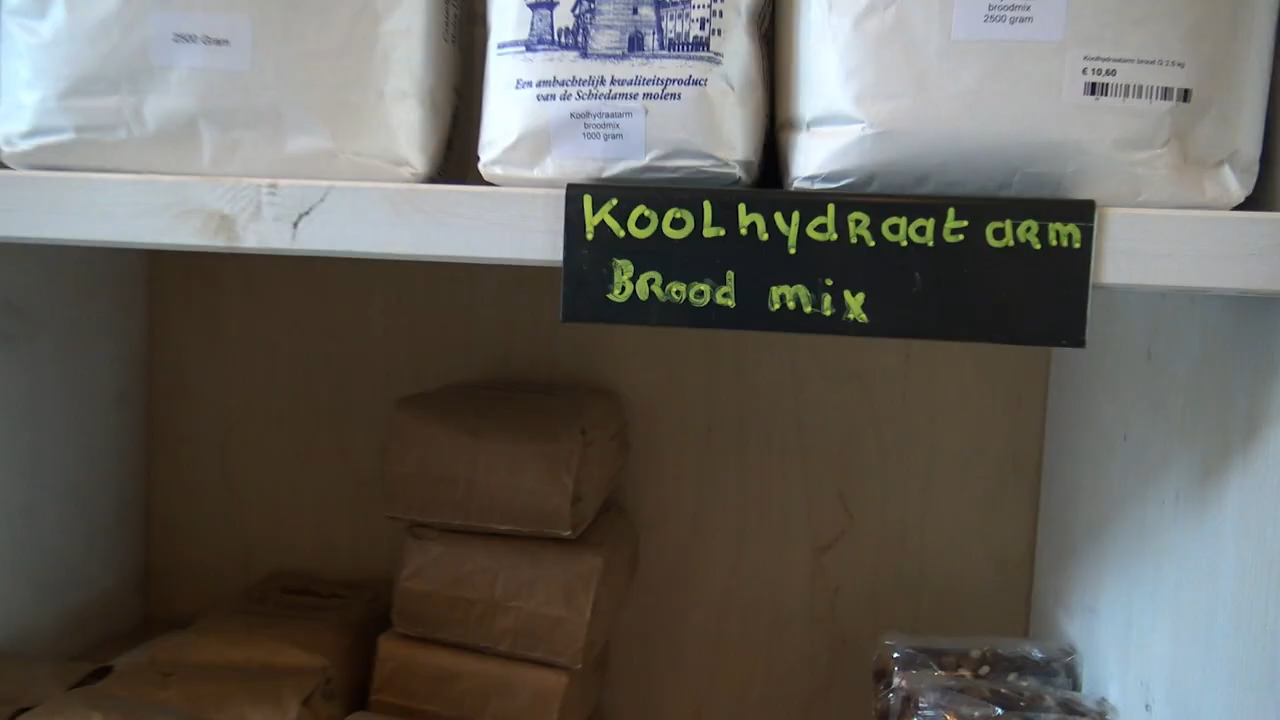 2500 Gram
Een ambachtelijk kwaliteitsproduct
van de Schiedamse molens
Koolhydraatarm
broodmix
1000 gram
broodmix
2500 gram
Koolhydraatarm brood G 2,5 kg
€ 10,60
Koolhydraat arm
Brood mix